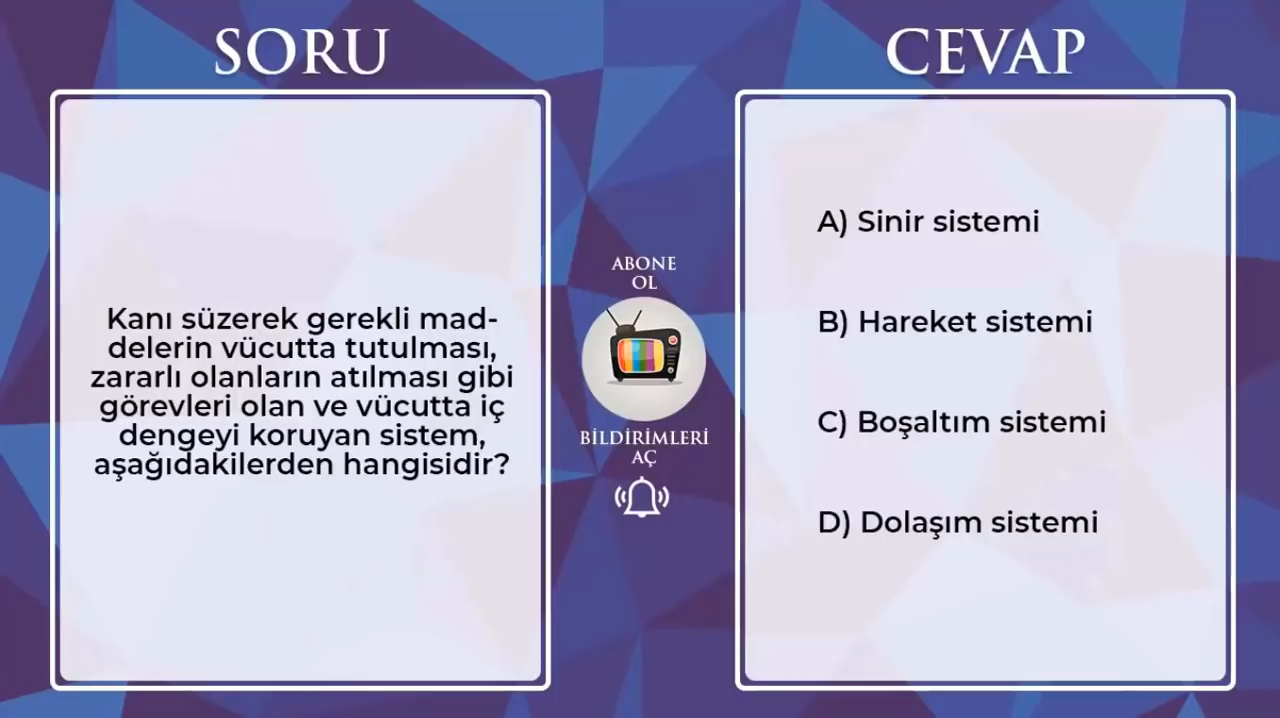 SORU
Kanı süzerek gerekli mad-
delerin vücutta tutulması,
zararlı olanların atılması gibi
görevleri olan ve vücutta iç
dengeyi koruyan sistem,
aşağıdakilerden hangisidir?
ABONE
OL
BİLDİRİMLERİ
AÇ
CEVAP
A) Sinir sistemi
B) Hareket sistemi
C) Boşaltım sistemi
D) Dolaşım sistemi